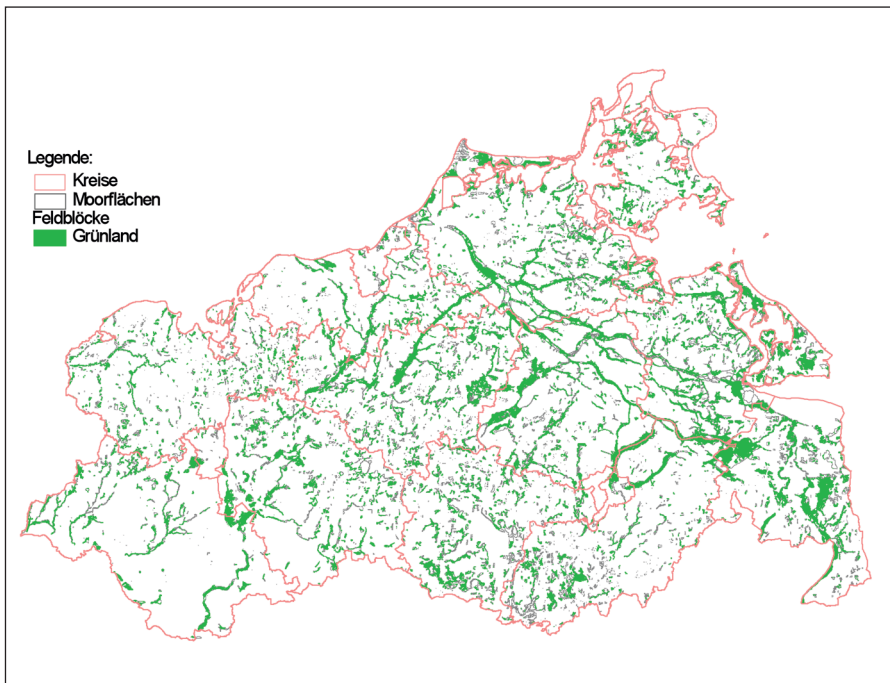 Legende:
Kreise
Moorflächen
Feldblöcke
Grünland